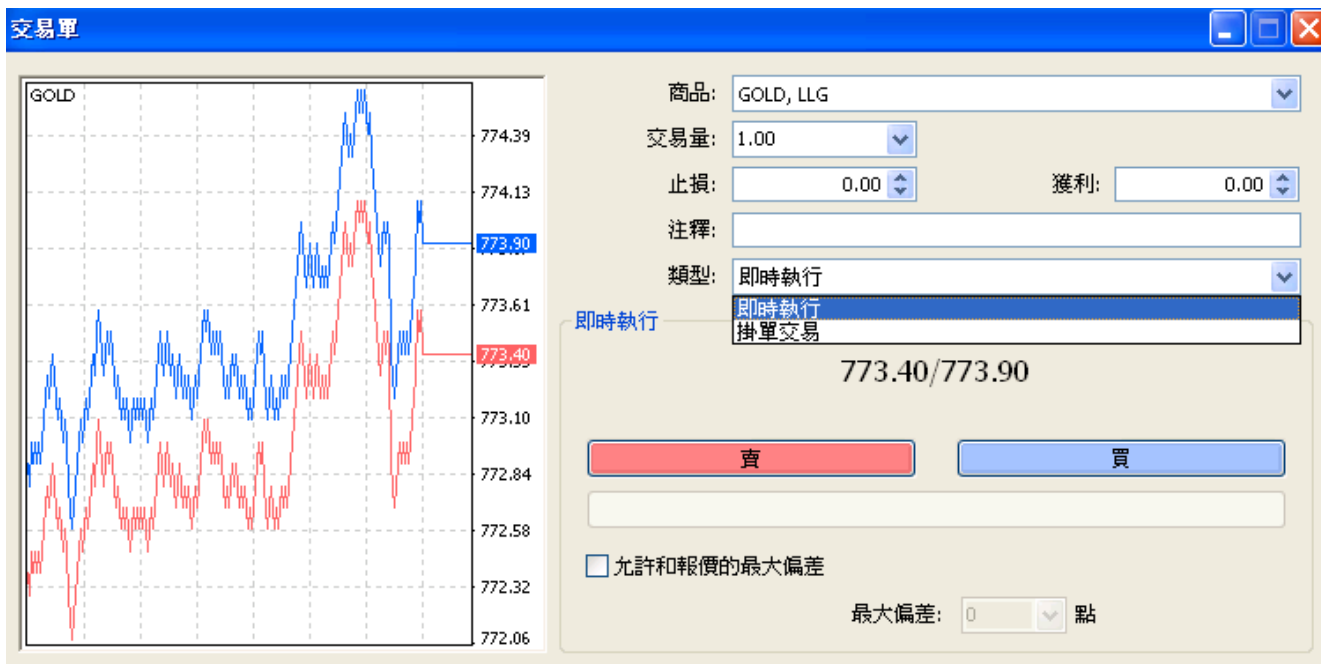 交易單
GOLD
774.39
774.13
773.90
773.61
773.40
773.10
772.84
772.58
772.32
772.06
商品: GOLD, LLG
交易量: 1.00
止損: 0.00 獲利: 0.00
注釋:
類型: 即時執行
即時執行
掛單交易
即時執行
773.40/773.90
賣 買
允許和報價的最大偏差
最大偏差: 0 點